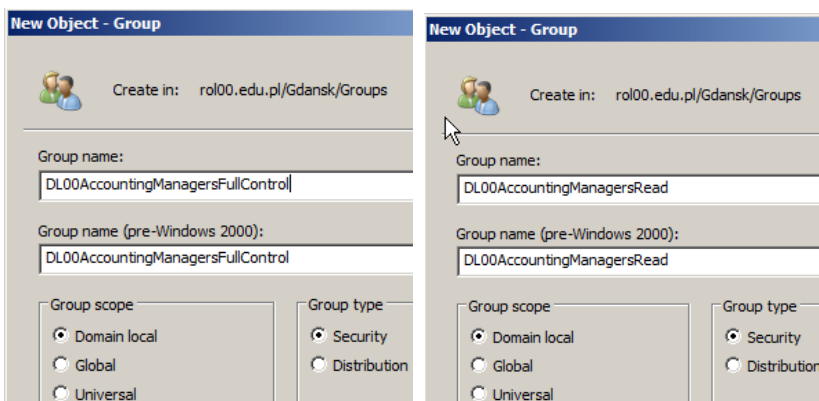 New Object - Group
Create in: rol00.edu.pl/Gdansk/Groups
Group name:
DL00AccountingManagersFullControl
Group name (pre-Windows 2000):
DL00AccountingManagersFullControl
Group scope
Domain local
Global
Universal
Group type
Security
Distribution
New Object - Group
Create in: rol00.edu.pl/Gdansk/Groups
Group name:
DL00AccountingManagersRead
Group name (pre-Windows 2000):
DL00AccountingManagersRead
Group scope
Domain local
Global
Universal
Group type
Security
Distribution